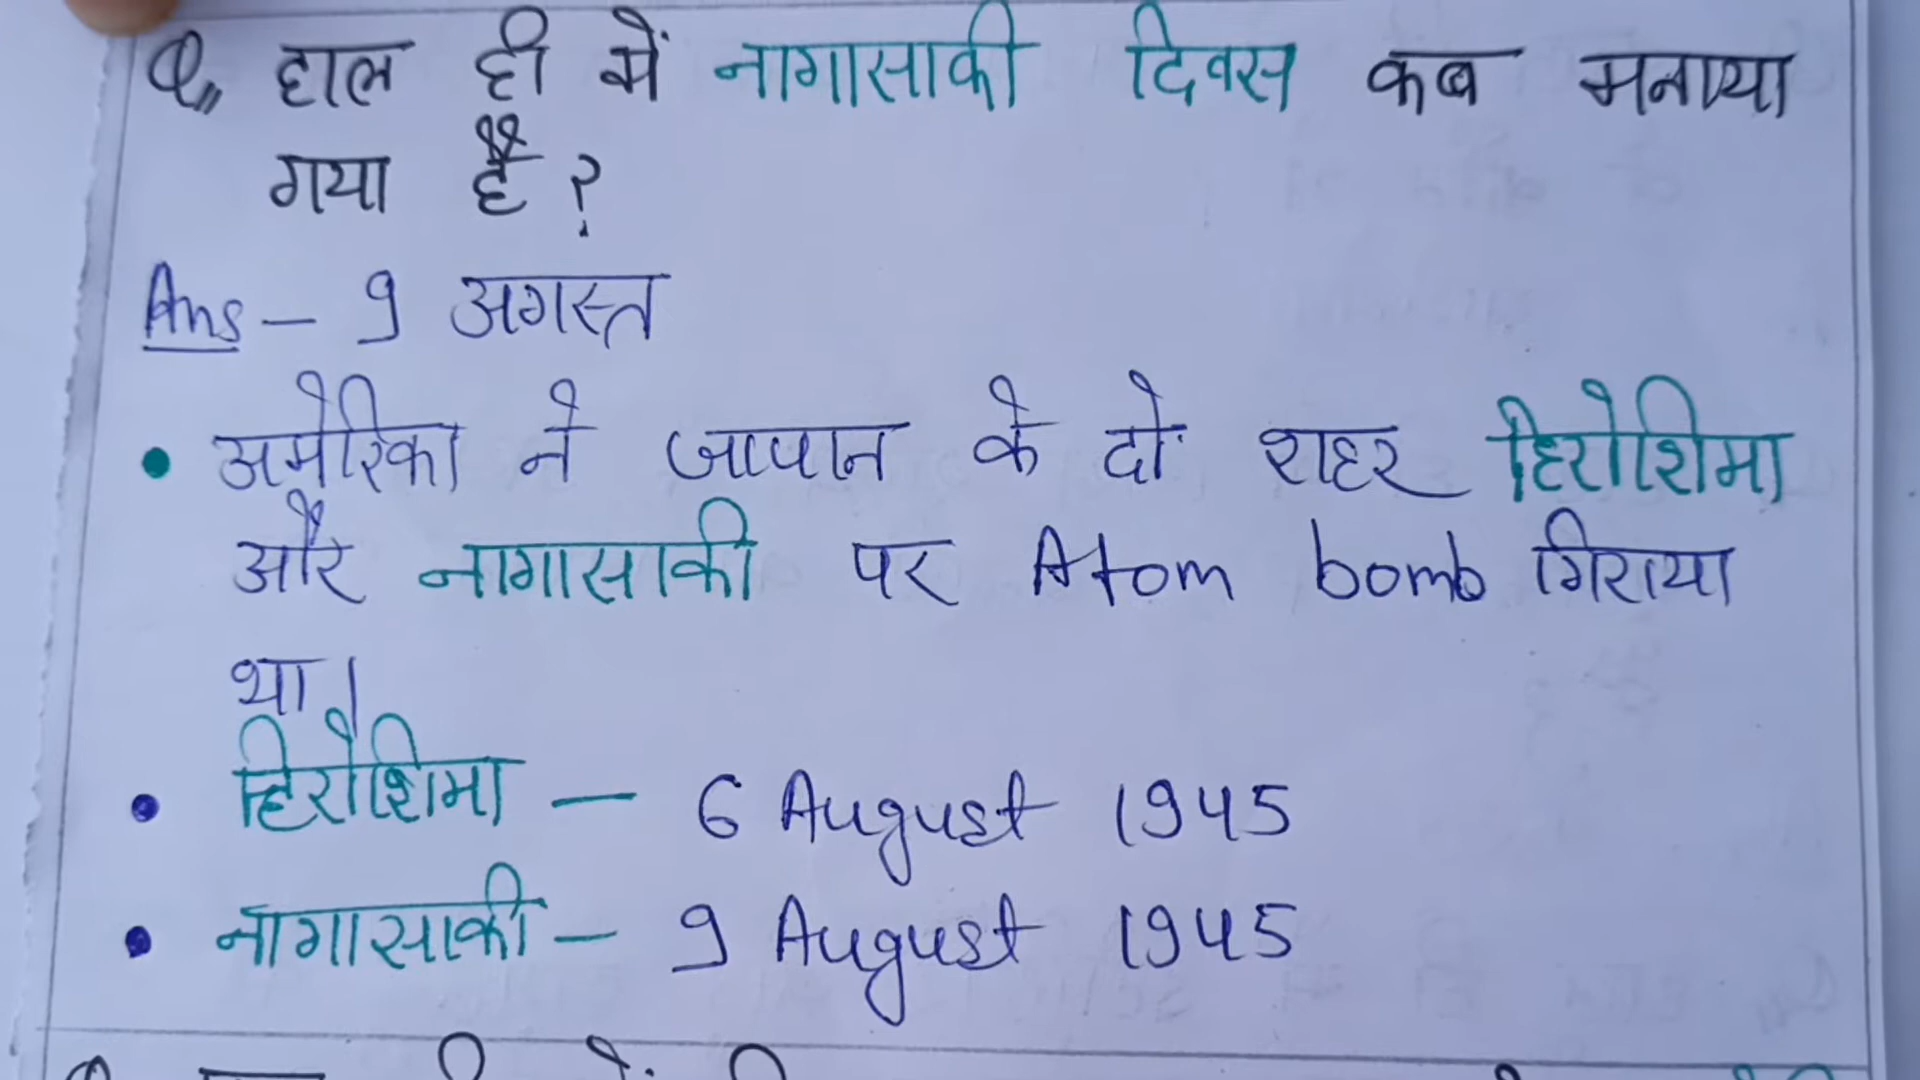 Q,, हाल ही में नागासाकी दिवस कब मनाया
गया है ?
Ans - 9 अगस्त
• अमेरिका ने जापान के दो शहर हिरोशिमा
और नागासाकी पर Atom bomb गिराया
था।
• हिरोशिमा - 6 August 1945
• नागासाकी - 9 August 1945